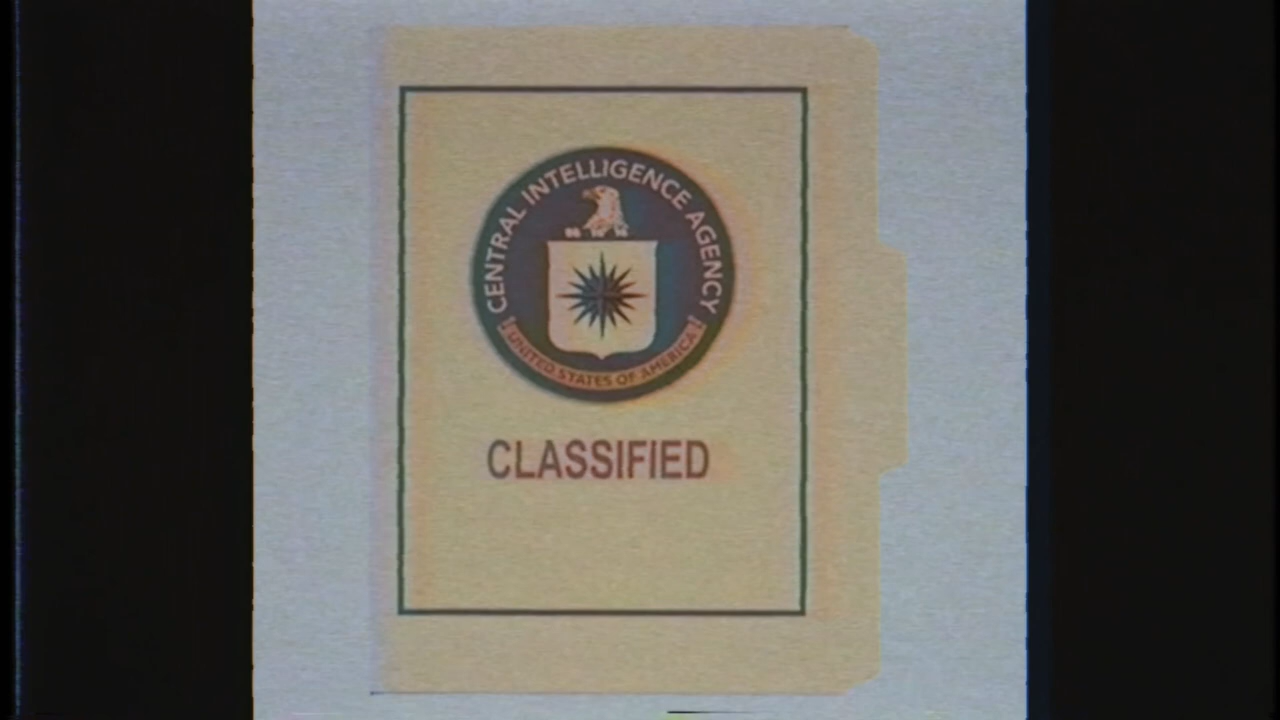 CENTRAL INTELLIGENCE AGENCY
UNITED STATES OF AMERICA
CLASSIFIED